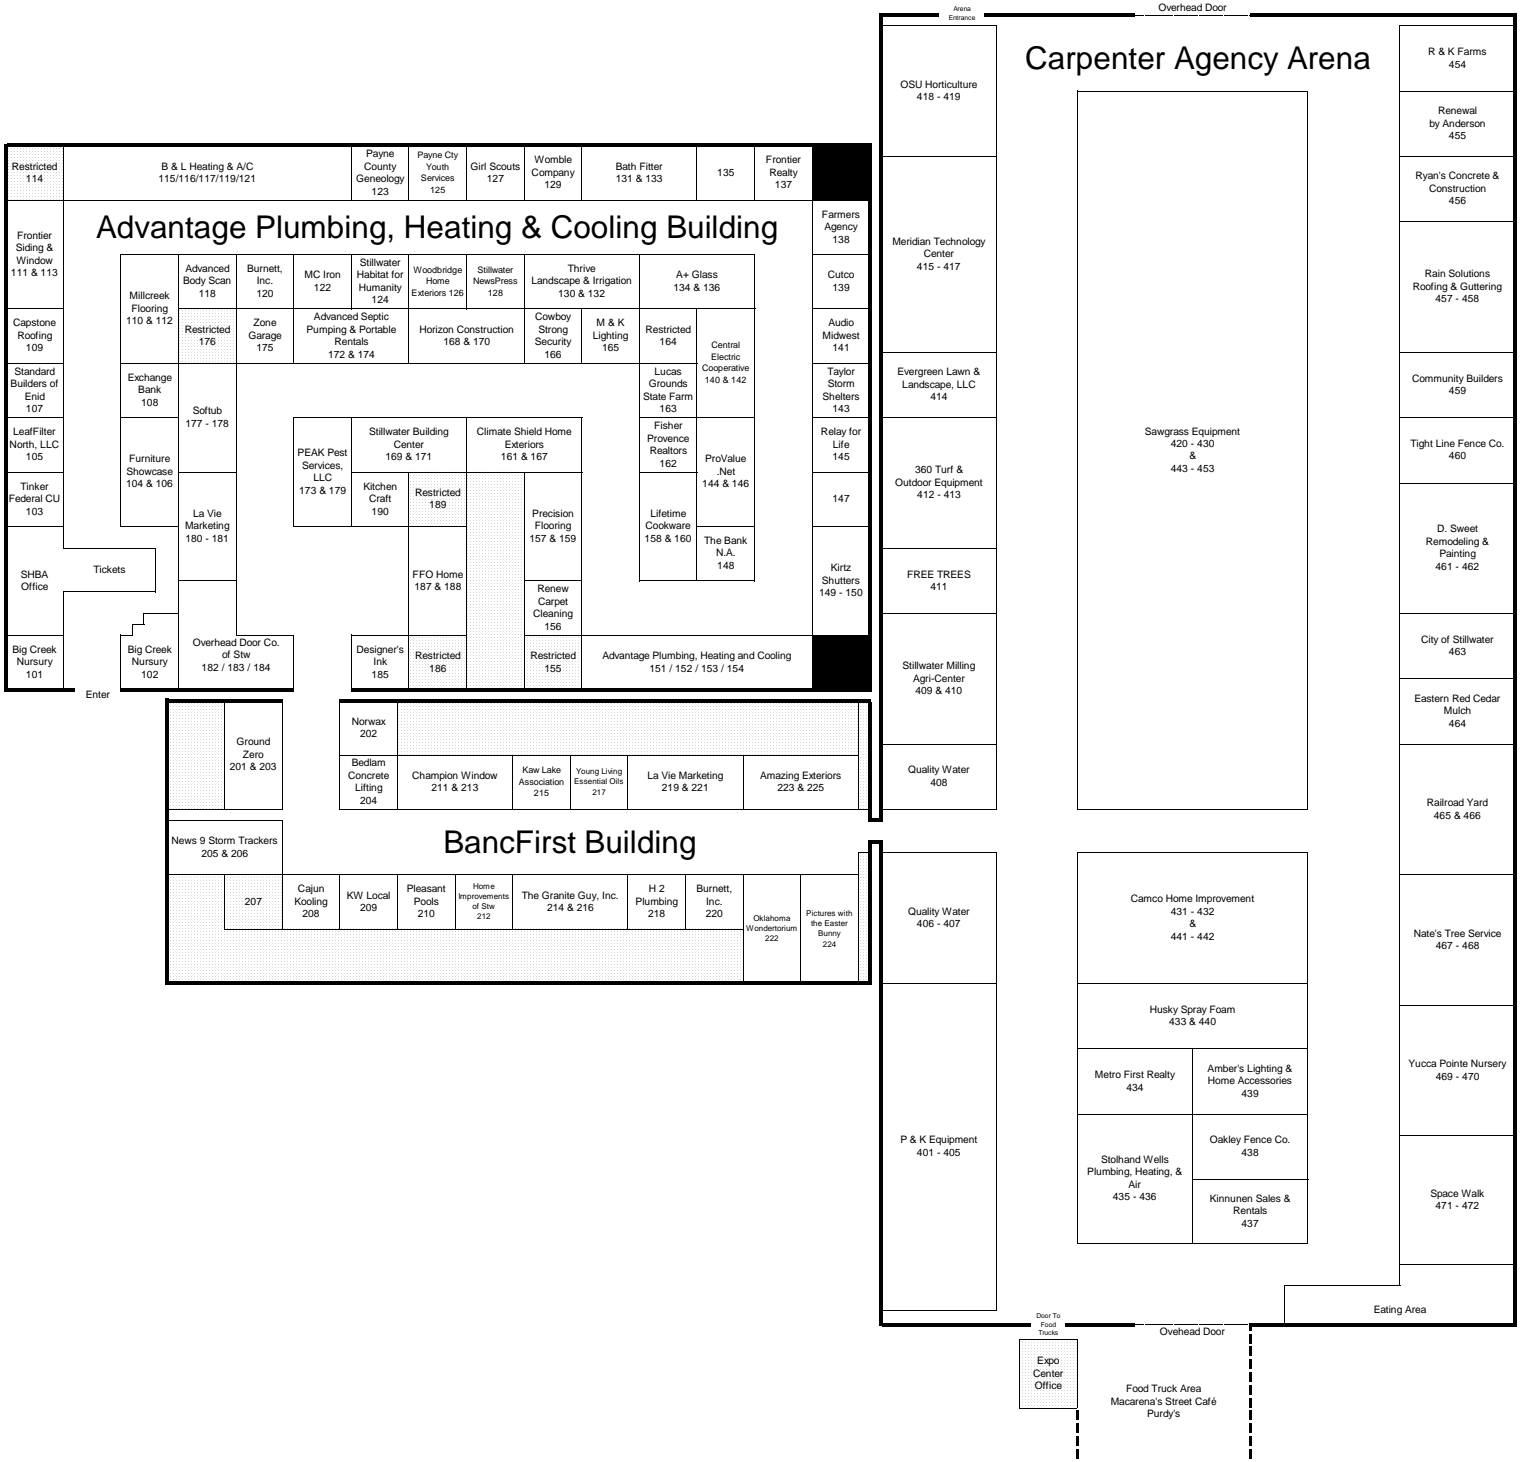 Arena
Entrance
Overhead Door
Carpenter Agency Arena
OSU Horticulture
418 - 419
R & K Farms
454
Renewal
by Anderson
455
Restricted
114
B & L Heating & A/C
115/116/117/119/121
Payne
County
Geneology
123
Payne Cty
Youth
Services
125
Girl Scouts
127
Womble
Company
129
Bath Fitter
131 & 133
135
Frontier
Realty
137
Ryan's Concrete &
Construction
456
Advantage Plumbing, Heating & Cooling Building
Farmers
Agency
138
Frontier
Siding &
Window
111 & 113
Meridian Technology
Center
415 - 417
Rain Solutions
Roofing & Guttering
457 - 458
Millcreek
Flooring
110 & 112
Advanced
Body Scan
118
Burnett,
Inc.
120
MC Iron
122
Stillwater
Habitat for
Humanity
124
Woodbridge
Home
Exteriors 126
Stillwater
NewsPress
128
Thrive
Landscape & Irrigation
130 & 132
A+ Glass
134 & 136
Cutco
139
Capstone
Roofing
109
Restricted
176
Zone
Garage
175
Advanced Septic
Pumping & Portable
Rentals
172 & 174
Horizon Construction
168 & 170
Cowboy
Strong
Security
166
M & K
Lighting
165
Restricted
164
Central
Electric
Cooperative
140 & 142
Audio
Midwest
141
Standard
Builders of
Enid
107
Exchange
Bank
108
Softub
177 - 178
Lucas
Grounds
State Farm
163
Taylor
Storm
Shelters
143
Evergreen Lawn &
Landscape, LLC
414
Community Builders
459
LeafFilter
North, LLC
105
Furniture
Showcase
104 & 106
PEAK Pest
Services,
LLC
173 & 179
Stillwater Building
Center
169 & 171
Climate Shield Home
Exteriors
161 & 167
Fisher
Provence
Realtors
162
ProValue
.Net
144 & 146
Relay for
Life
145
Sawgrass Equipment
420 - 430
&
443 - 453
Tight Line Fence Co.
460
Tinker
Federal CU
103
La Vie
Marketing
180 - 181
Kitchen
Craft
190
Restricted
189
Precision
Flooring
157 & 159
Lifetime
Cookware
158 & 160
147
360 Turf &
Outdoor Equipment
412 - 413
D. Sweet
Remodeling &
Painting
461 - 462
SHBA
Office
Tickets
FFO Home
187 & 188
The Bank
N.A.
148
Kirtz
Shutters
149 - 150
FREE TREES
411
Renew
Carpet
Cleaning
156
Big Creek
Nursury
101
Big Creek
Nursury
102
Overhead Door Co.
of Stw
182 / 183 / 184
Designer's
Ink
185
Restricted
186
Restricted
155
Advantage Plumbing, Heating and Cooling
151 / 152 / 153 / 154
Stillwater Milling
Agri-Center
409 & 410
City of Stillwater
463
Enter
Eastern Red Cedar
Mulch
464
Ground
Zero
201 & 203
Norwax
202
Bedlam
Concrete
Lifting
204
Champion Window
211 & 213
Kaw Lake
Association
215
Young Living
Essential Oils
217
La Vie Marketing
219 & 221
Amazing Exteriors
223 & 225
Quality Water
408
Railroad Yard
465 & 466
News 9 Storm Trackers
205 & 206
BancFirst Building
207
Cajun
Kooling
208
KW Local
209
Pleasant
Pools
210
Home
Improvements
of Stw
212
The Granite Guy, Inc.
214 & 216
H 2
Plumbing
218
Burnett,
Inc.
220
Oklahoma
Wondertorium
222
Pictures with
the Easter
Bunny
224
Quality Water
406 - 407
Camco Home Improvement
431 - 432
&
441 - 442
Nate's Tree Service
467 - 468
Husky Spray Foam
433 & 440
Metro First Realty
434
Amber's Lighting &
Home Accessories
439
Yucca Pointe Nursery
469 - 470
P & K Equipment
401 - 405
Stolhand Wells
Plumbing, Heating, &
Air
435 - 436
Oakley Fence Co.
438
Kinnunen Sales &
Rentals
437
Space Walk
471 - 472
Eating Area
Door To
Food
Trucks
Ovehead Door
Expo
Center
Office
Food Truck Area
Macarena's Street Café
Purdy's